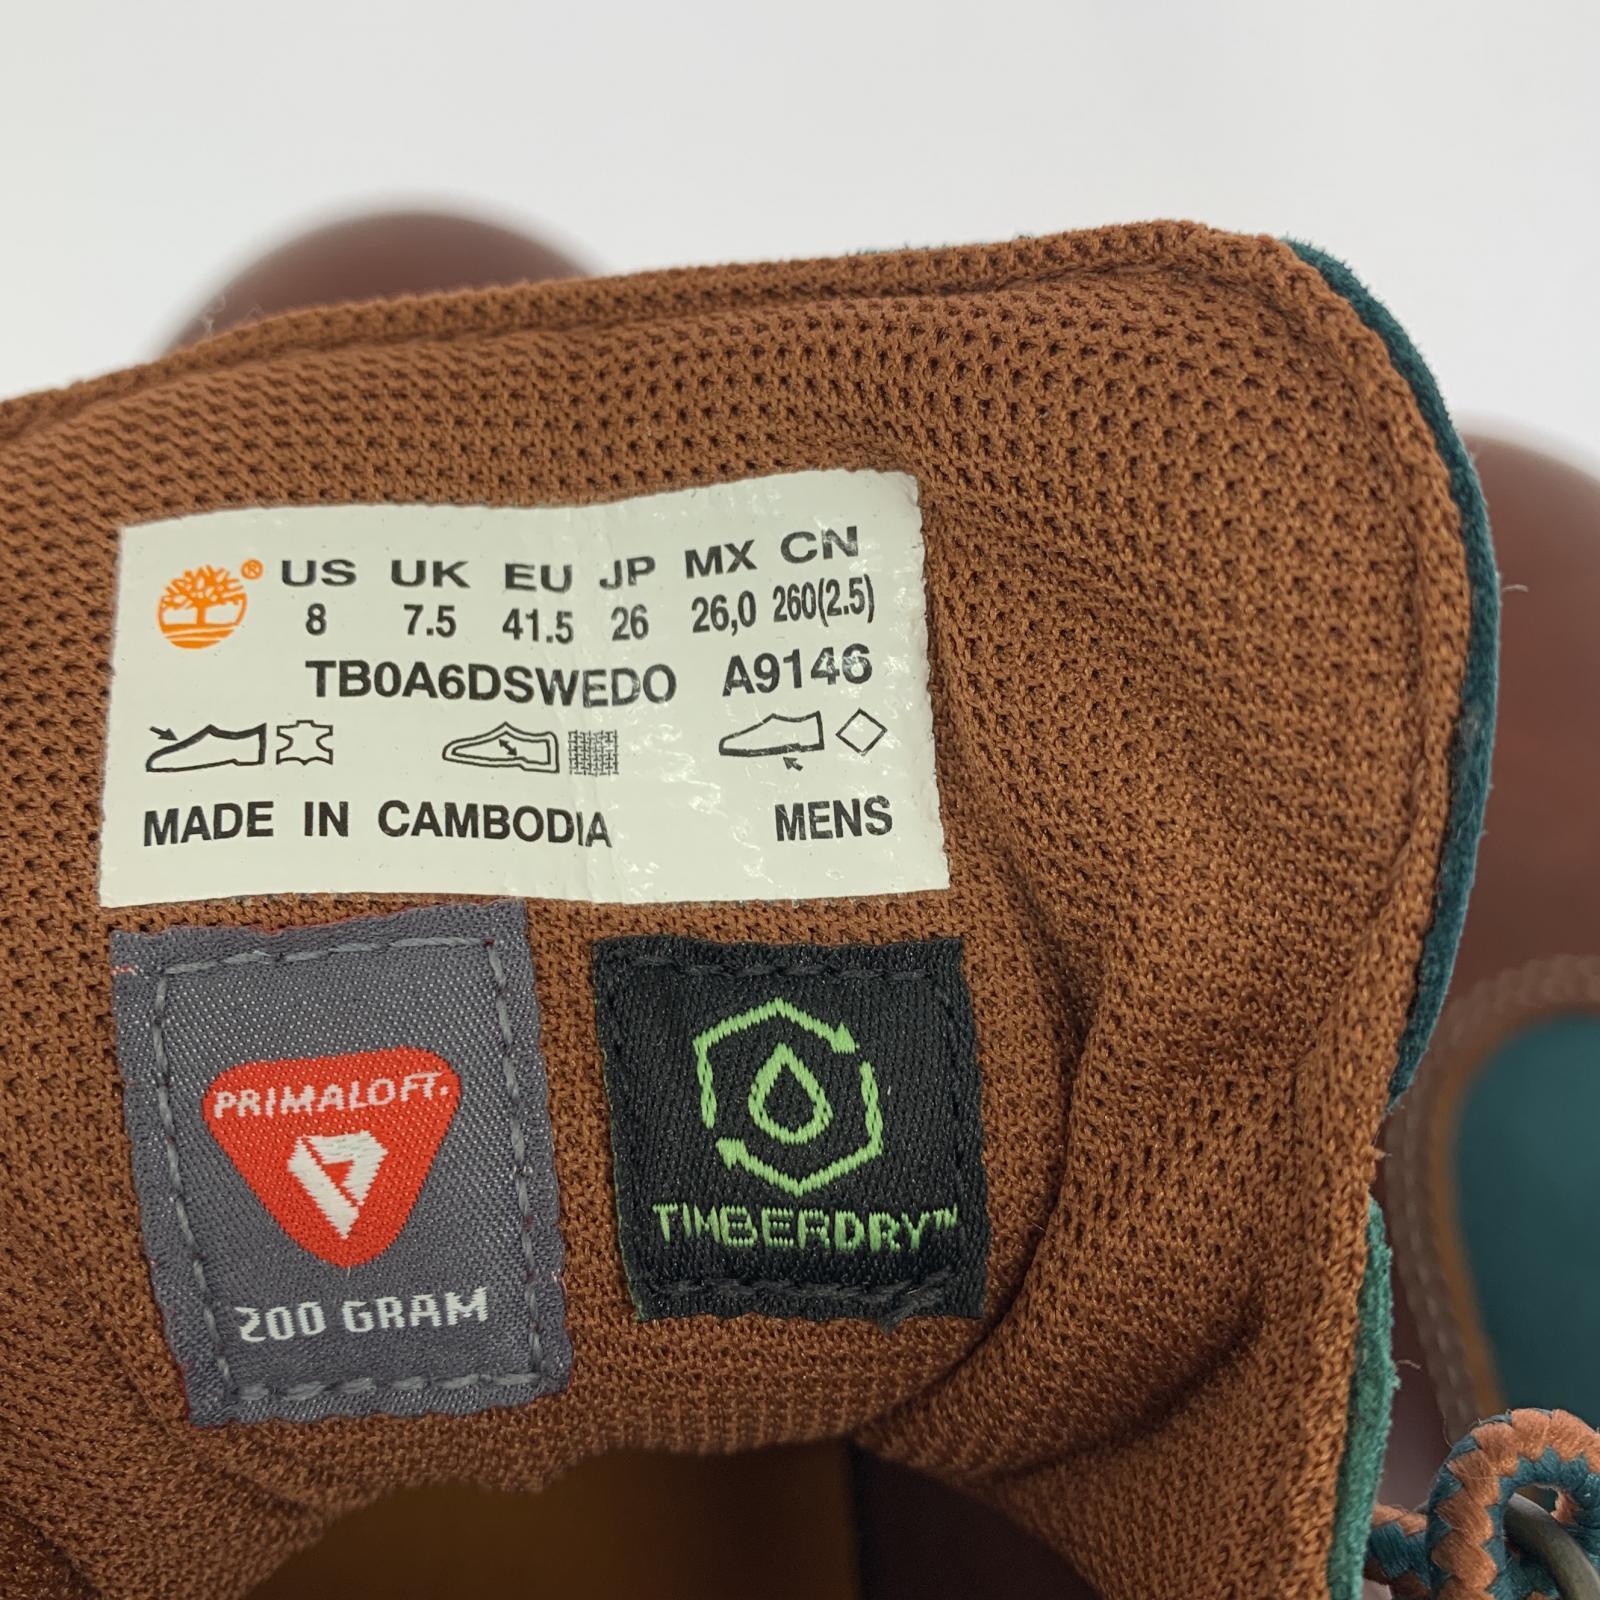 ® US UK EU JP MX CN
8 7.5 41.5 26 26,0 260(2.5)
TB0A6DSWEDO A9146
MADE IN CAMBODIA MENS
PRIMALOFT.
200 GRAM
TIMBERDRY™